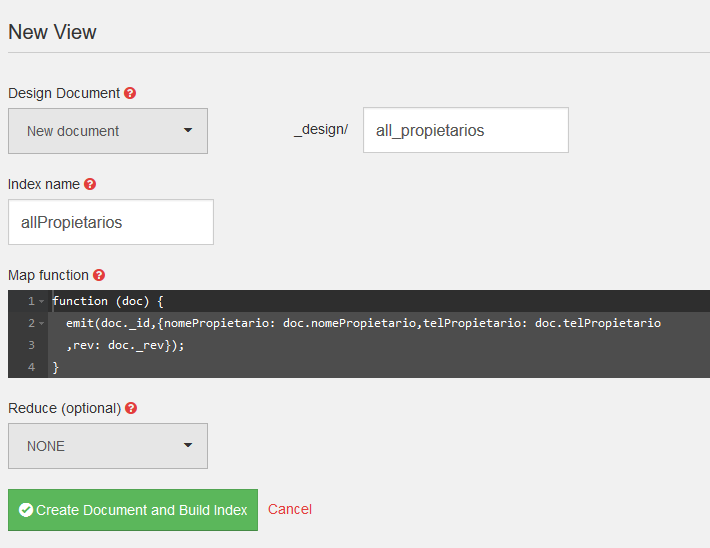 New View
Design Document
New document
_design/
all_propietarios
Index name
allPropietarios
Map function
1 function (doc) {
2 emit(doc._id,{nomePropietario: doc.nomePropietario,telPropietario: doc.telPropietario
3 ,rev: doc._rev});
4 }
Reduce (optional)
NONE
Create Document and Build Index
Cancel